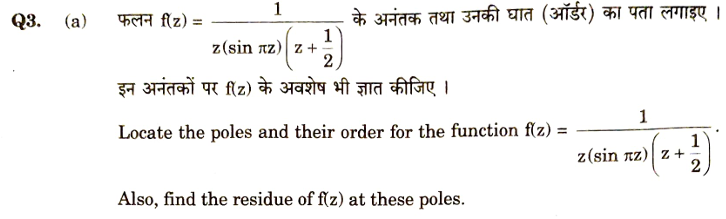 Q3. (a) फलन f(z) = 1 / (z(sin πz)(z + 1/2)) के अनंतक तथा उनकी घात (ऑर्डर) का पता लगाइए ।
इन अनंतकों पर f(z) के अवशेष भी ज्ञात कीजिए ।
Locate the poles and their order for the function f(z) = 1 / (z(sin πz)(z + 1/2)).
Also, find the residue of f(z) at these poles.